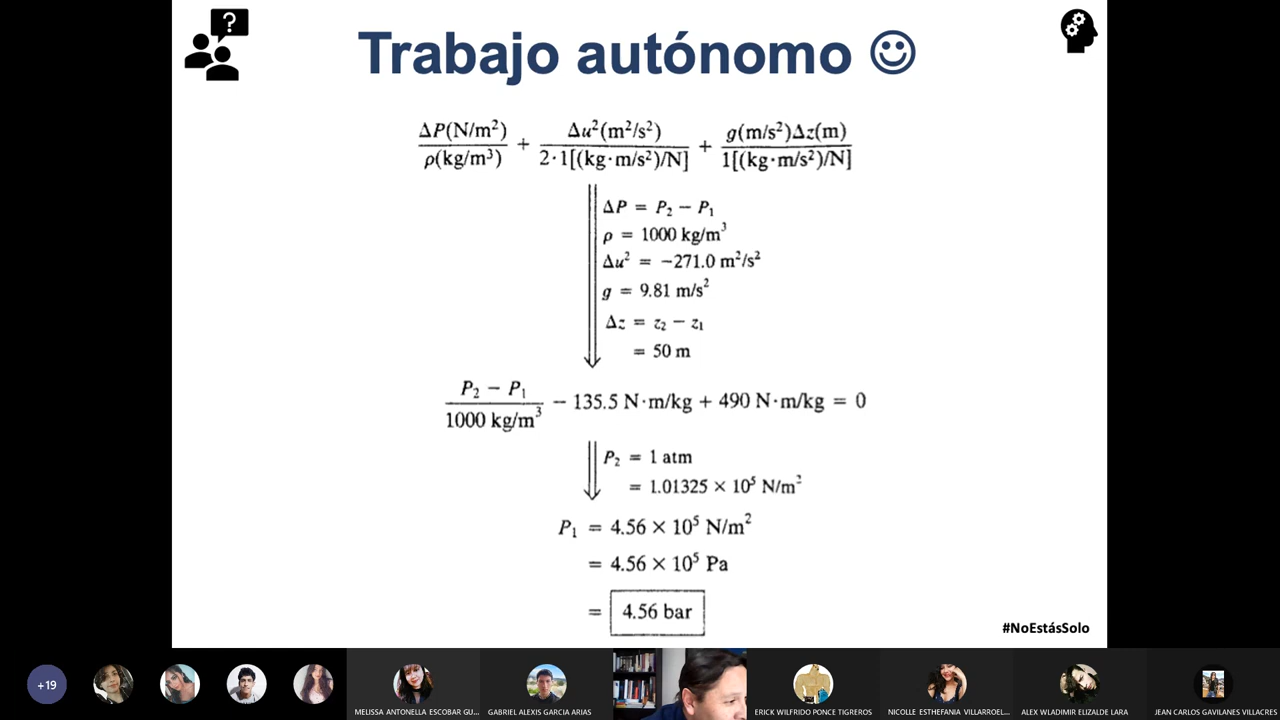 ?
Trabajo autónomo ☺
ΔP(N/m²)/ρ(kg/m³) + Δu²(m²/s²)/2·1[(kg·m/s²)/N] + g(m/s²)Δz(m)/1[(kg·m/s²)/N]
ΔP = P₂ − P₁
ρ = 1000 kg/m³
Δu² = −271.0 m²/s²
g = 9.81 m/s²
Δz = z₂ − z₁
= 50 m
P₂ − P₁/1000 kg/m³ − 135.5 N·m/kg + 490 N·m/kg = 0
P₂ = 1 atm
= 1.01325 × 10⁵ N/m²
P₁ = 4.56 × 10⁵ N/m²
= 4.56 × 10⁵ Pa
= 4.56 bar
#NoEstásSolo
+19
MELISSA ANTONELLA ESCOBAR GU...
GABRIEL ALEXIS GARCIA ARIAS
ERICK WILFRIDO PONCE TIGREROS
NICOLLE ESTHEFANIA VILLARROEL...
ALEX WLADIMIR ELIZALDE LARA
JEAN CARLOS GAVILANES VILLACRES